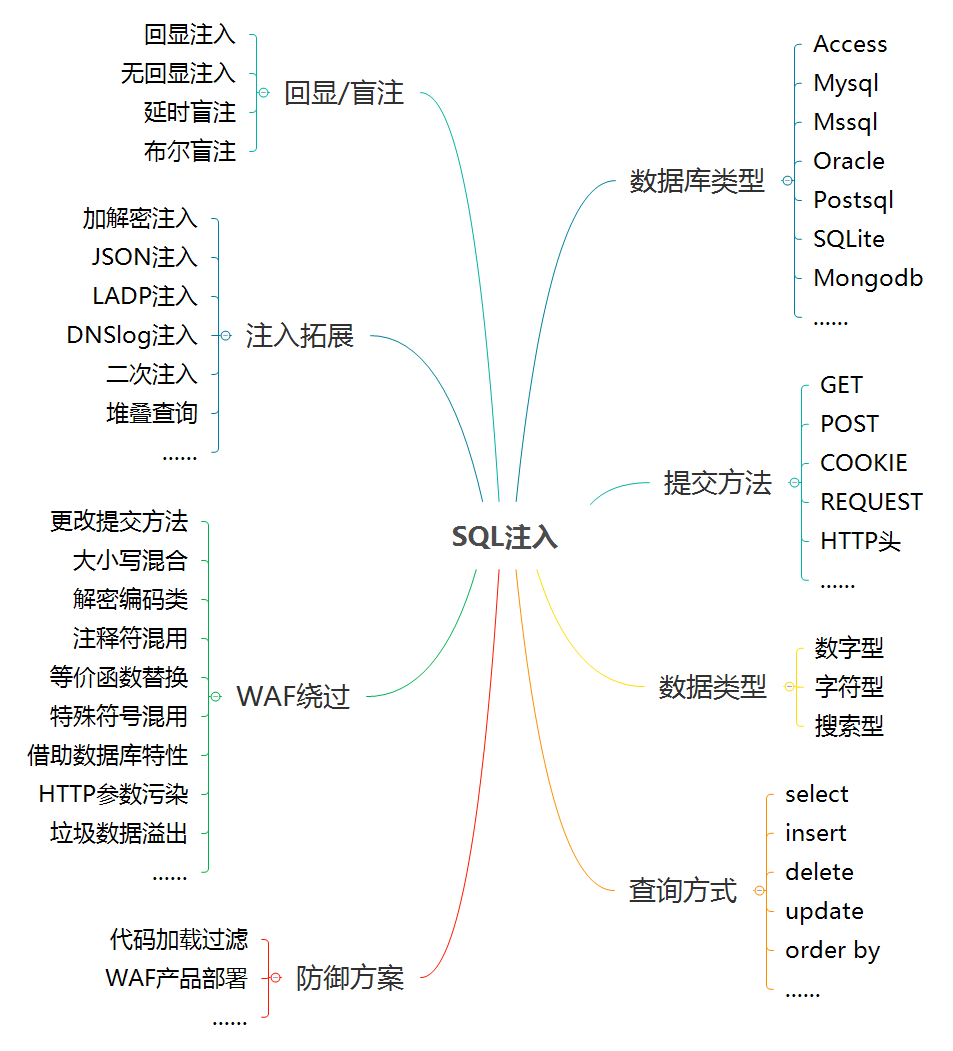 SQL注入
回显/盲注
回显注入
无回显注入
延时盲注
布尔盲注
注入拓展
加解密注入
JSON注入
LADP注入
DNSlog注入
二次注入
堆叠查询
......
WAF绕过
更改提交方法
大小写混合
解密编码类
注释符混用
等价函数替换
特殊符号混用
借助数据库特性
HTTP参数污染
垃圾数据溢出
......
防御方案
代码加载过滤
WAF产品部署
......
数据库类型
Access
Mysql
Mssql
Oracle
Postsql
SQLite
Mongodb
......
提交方法
GET
POST
COOKIE
REQUEST
HTTP头
......
数据类型
数字型
字符型
搜索型
查询方式
select
insert
delete
update
order by
......